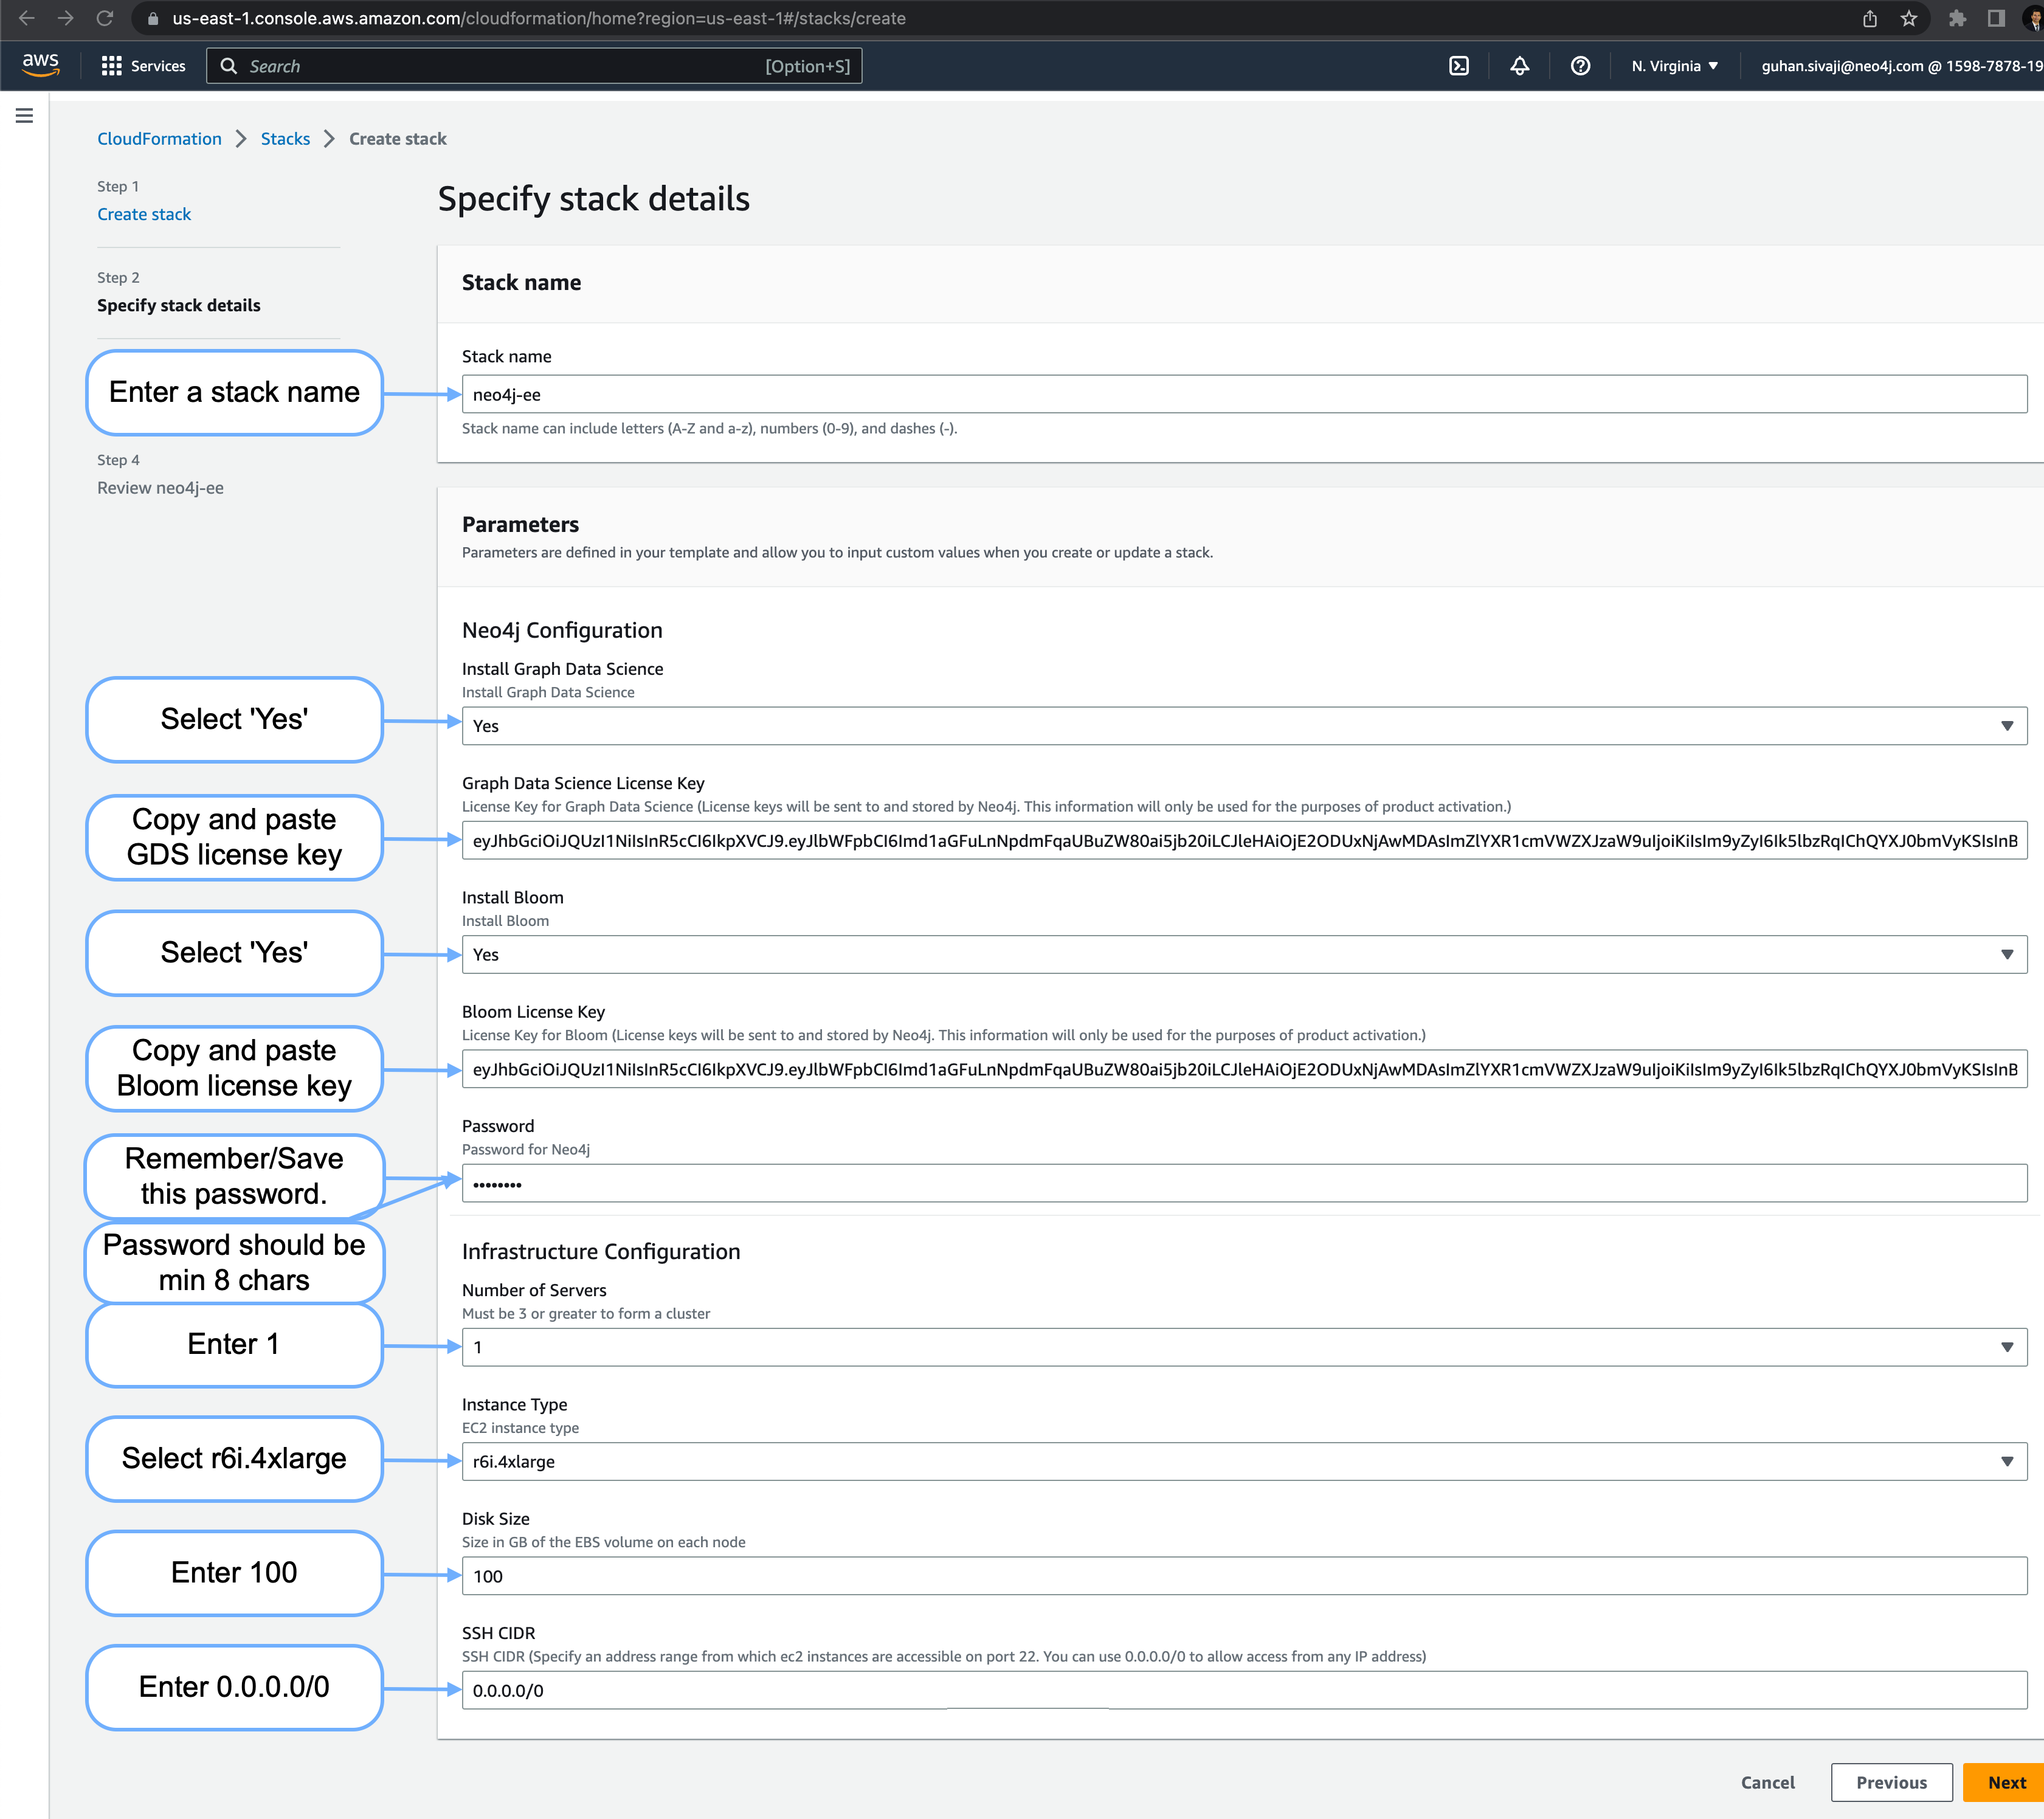 us-east-1.console.aws.amazon.com/cloudformation/home?region=us-east-1#/stacks/create
aws
Services
Search
[Option+S]
N. Virginia
guhan.sivaji@neo4j.com @ 1598-7878-19
CloudFormation
Stacks
Create stack
Step 1
Create stack
Step 2
Specify stack details
Enter a stack name
Step 4
Review neo4j-ee
Specify stack details
Stack name
Stack name
neo4j-ee
Stack name can include letters (A-Z and a-z), numbers (0-9), and dashes (-).
Parameters
Parameters are defined in your template and allow you to input custom values when you create or update a stack.
Neo4j Configuration
Install Graph Data Science
Install Graph Data Science
Select 'Yes'
Yes
Graph Data Science License Key
License Key for Graph Data Science (License keys will be sent to and stored by Neo4j. This information will only be used for the purposes of product activation.)
Copy and paste
GDS license key
eyJhbGciOiJQUzI1NiIsInR5cCI6IkpXVCJ9.eyJlbWFpbCI6Imd1aGFuLnNpdmFqaUBuZW80ai5jb20iLCJleHAiOjE2ODUxNjAwMDAsImZlYXR1cmVWZXJzaW9uIjoiKiIsIm9yZyI6Ik5lbzRqIChQYXJ0bmVyKSIsInB
Install Bloom
Install Bloom
Select 'Yes'
Yes
Bloom License Key
License Key for Bloom (License keys will be sent to and stored by Neo4j. This information will only be used for the purposes of product activation.)
Copy and paste
Bloom license key
eyJhbGciOiJQUzI1NiIsInR5cCI6IkpXVCJ9.eyJlbWFpbCI6Imd1aGFuLnNpdmFqaUBuZW80ai5jb20iLCJleHAiOjE2ODUxNjAwMDAsImZlYXR1cmVWZXJzaW9uIjoiKiIsIm9yZyI6Ik5lbzRqIChQYXJ0bmVyKSIsInB
Password
Password for Neo4j
Remember/Save
this password.
••••••••
Password should be
min 8 chars
Infrastructure Configuration
Number of Servers
Must be 3 or greater to form a cluster
Enter 1
1
Instance Type
EC2 instance type
Select r6i.4xlarge
r6i.4xlarge
Disk Size
Size in GB of the EBS volume on each node
Enter 100
100
SSH CIDR
SSH CIDR (Specify an address range from which ec2 instances are accessible on port 22. You can use 0.0.0.0/0 to allow access from any IP address)
Enter 0.0.0.0/0
0.0.0.0/0
Cancel
Previous
Next